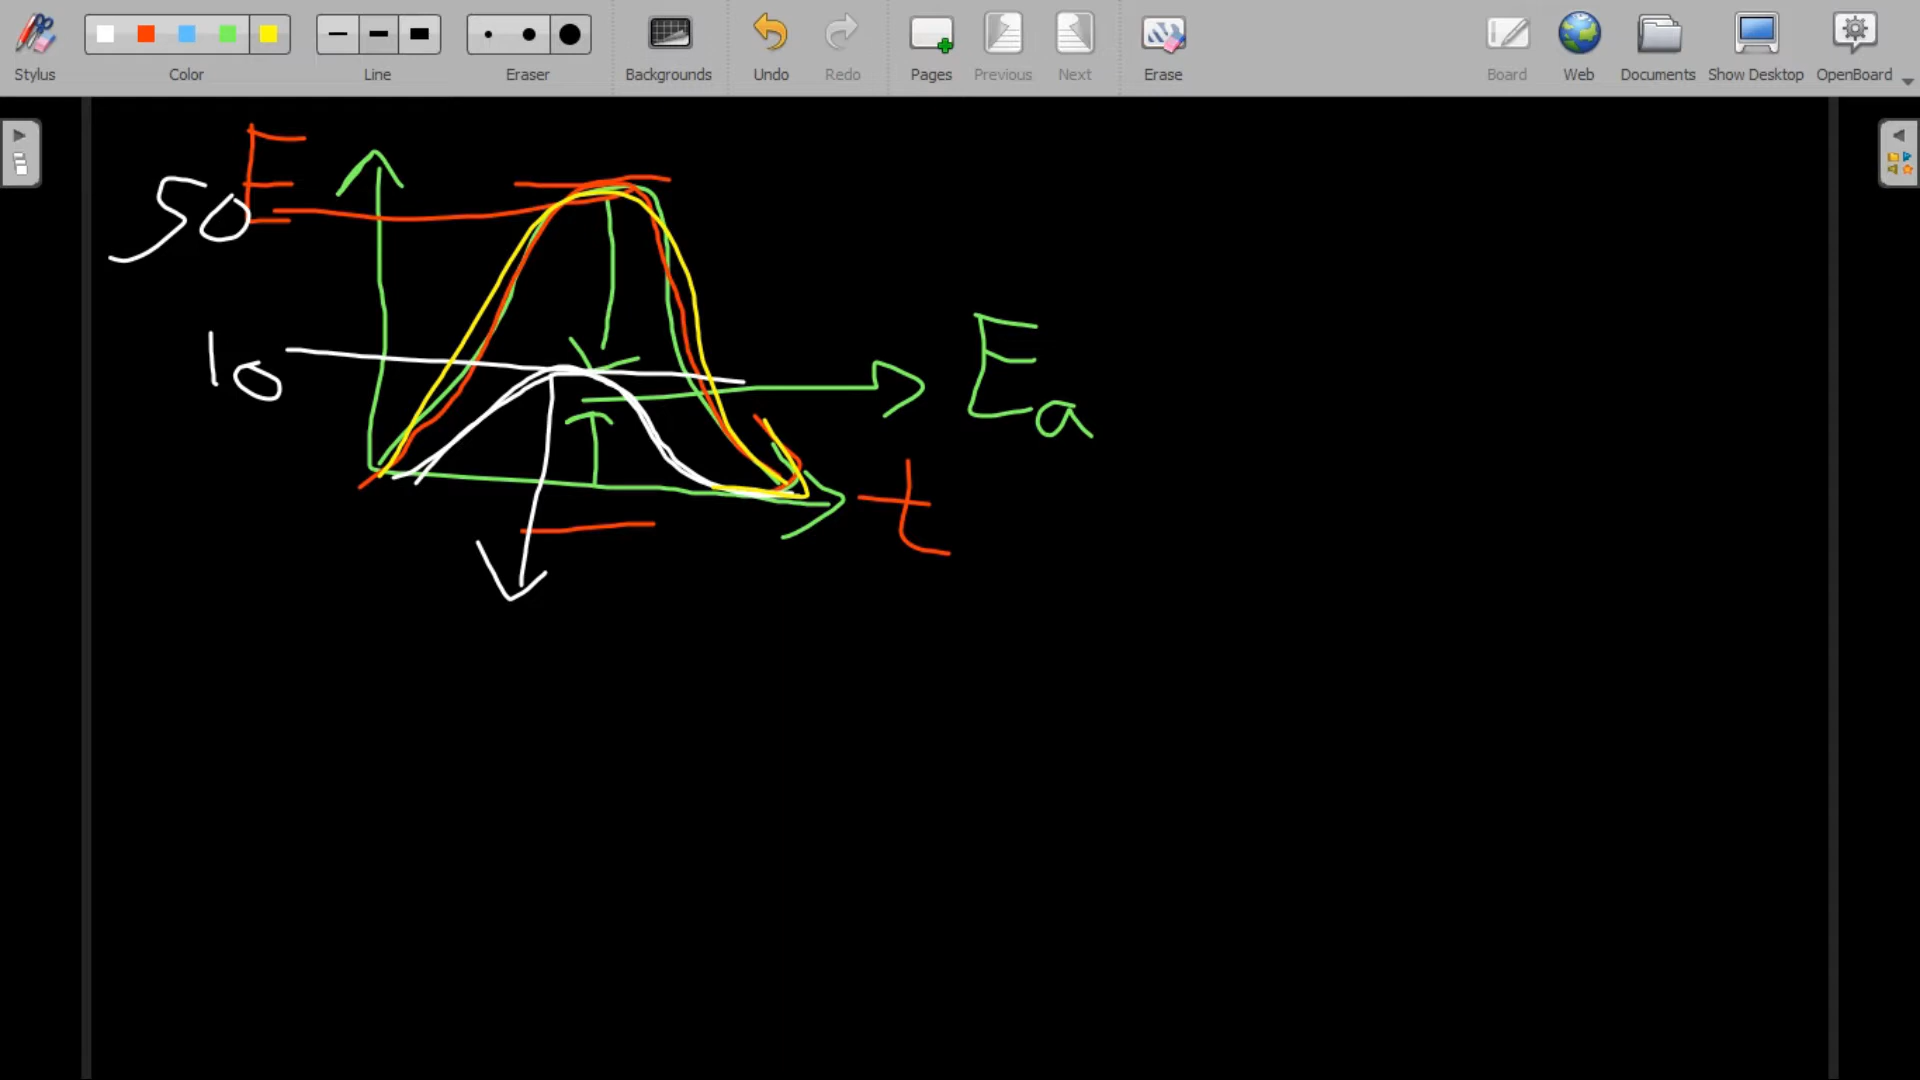 Stylus Color Line Eraser Backgrounds Undo Redo Pages Previous Next Erase Board Web Documents Show Desktop OpenBoard
E
50
10
E
a
t